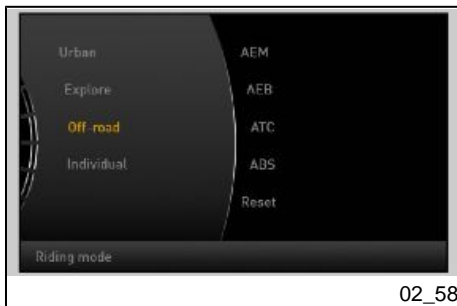 Urban
Explore
Off-road
Individual
AEM
AEB
ATC
ABS
Reset
Riding mode
02_58